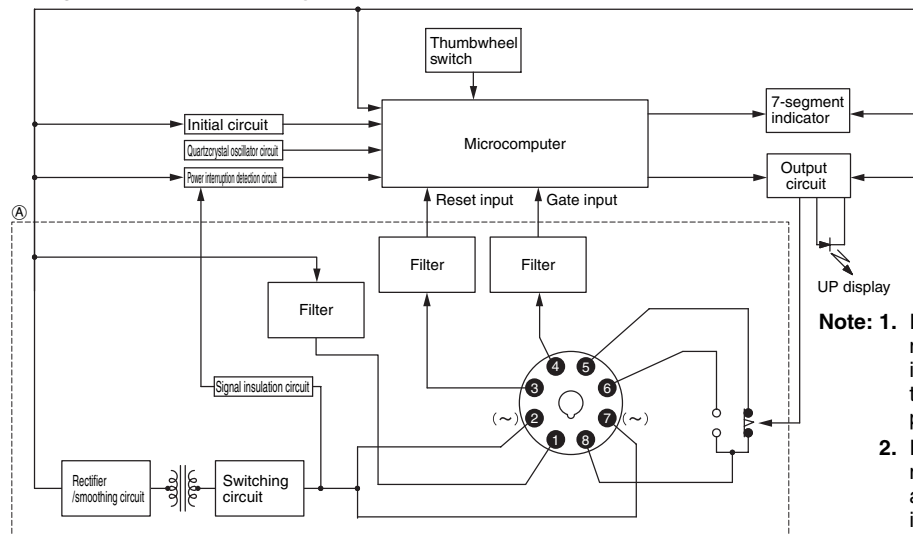 Thumbwheel
switch
Initial circuit
Quartzcrystal oscillator circuit
Power interruption detection circuit
Microcomputer
7-segment
indicator
Output
circuit
Reset input
Gate input
UP display
Ⓐ
Filter
Filter
Filter
Signal insulation circuit
4
5
3
6
(~)
2
7
(~)
1
8
Rectifier
/smoothing circuit
Switching
circuit
Note: 1.
2.